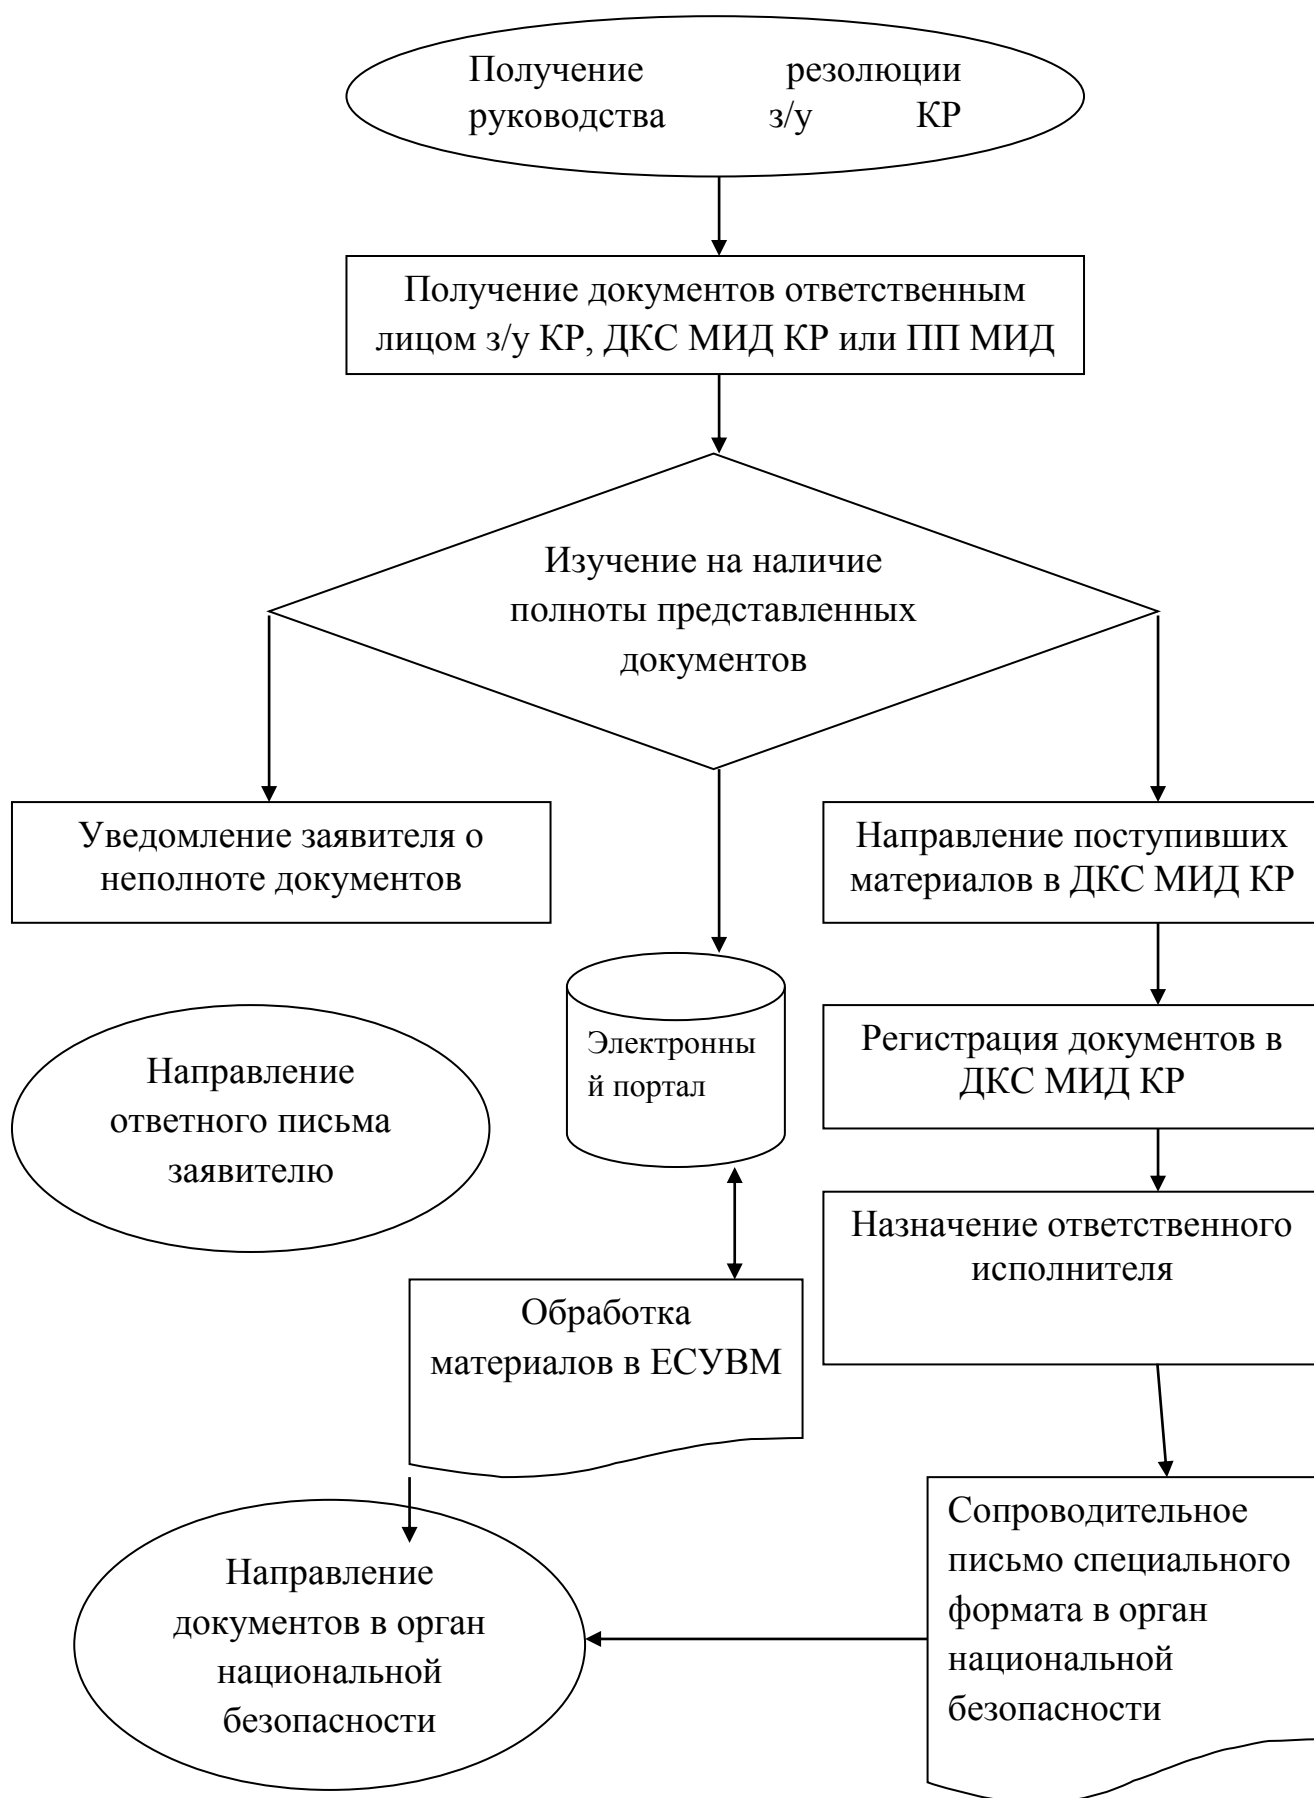 Получение резолюции
руководства з/у КР
Получение документов ответственным
лицом з/у КР, ДКС МИД КР или ПП МИД
Изучение на наличие
полноты представленных
документов
Уведомление заявителя о
неполноте документов
Направление поступивших
материалов в ДКС МИД КР
Электронны
й портал
Регистрация документов в
ДКС МИД КР
Направление
ответного письма
заявителю
Назначение ответственного
исполнителя
Обработка
материалов в ЕСУВМ
Сопроводительное
письмо специального
формата в орган
национальной
безопасности
Направление
документов в орган
национальной
безопасности